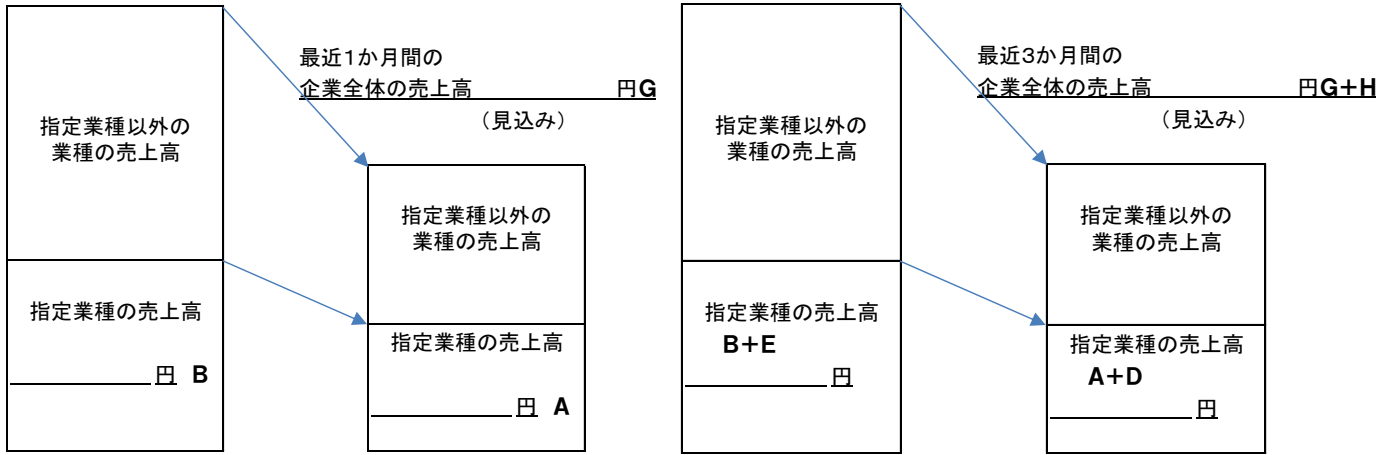 指定業種以外の
業種の売上高
指定業種の売上高
円 B
最近1か月間の
企業全体の売上高 円G
(見込み)
指定業種以外の
業種の売上高
指定業種の売上高
円 A
指定業種以外の
業種の売上高
指定業種の売上高
B+E
円
最近3か月間の
企業全体の売上高 円G+H
(見込み)
指定業種以外の
業種の売上高
指定業種の売上高
A+D
円